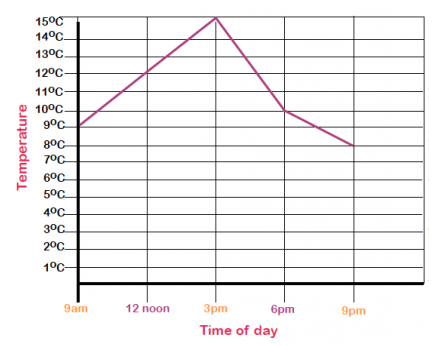 15ºC
14ºC
13ºC
12ºC
11ºC
10ºC
9ºC
8ºC
7ºC
6ºC
5ºC
4ºC
3ºC
2ºC
1ºC
Temperature
9am 12 noon 3pm 6pm 9pm
Time of day